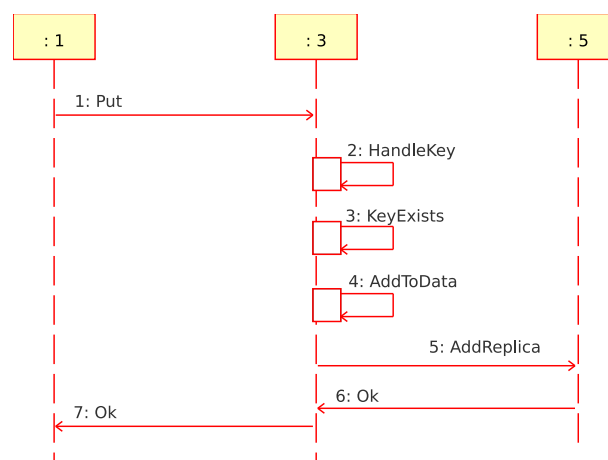 : 1
: 3
: 5
1: Put
2: HandleKey
3: KeyExists
4: AddToData
5: AddReplica
6: Ok
7: Ok